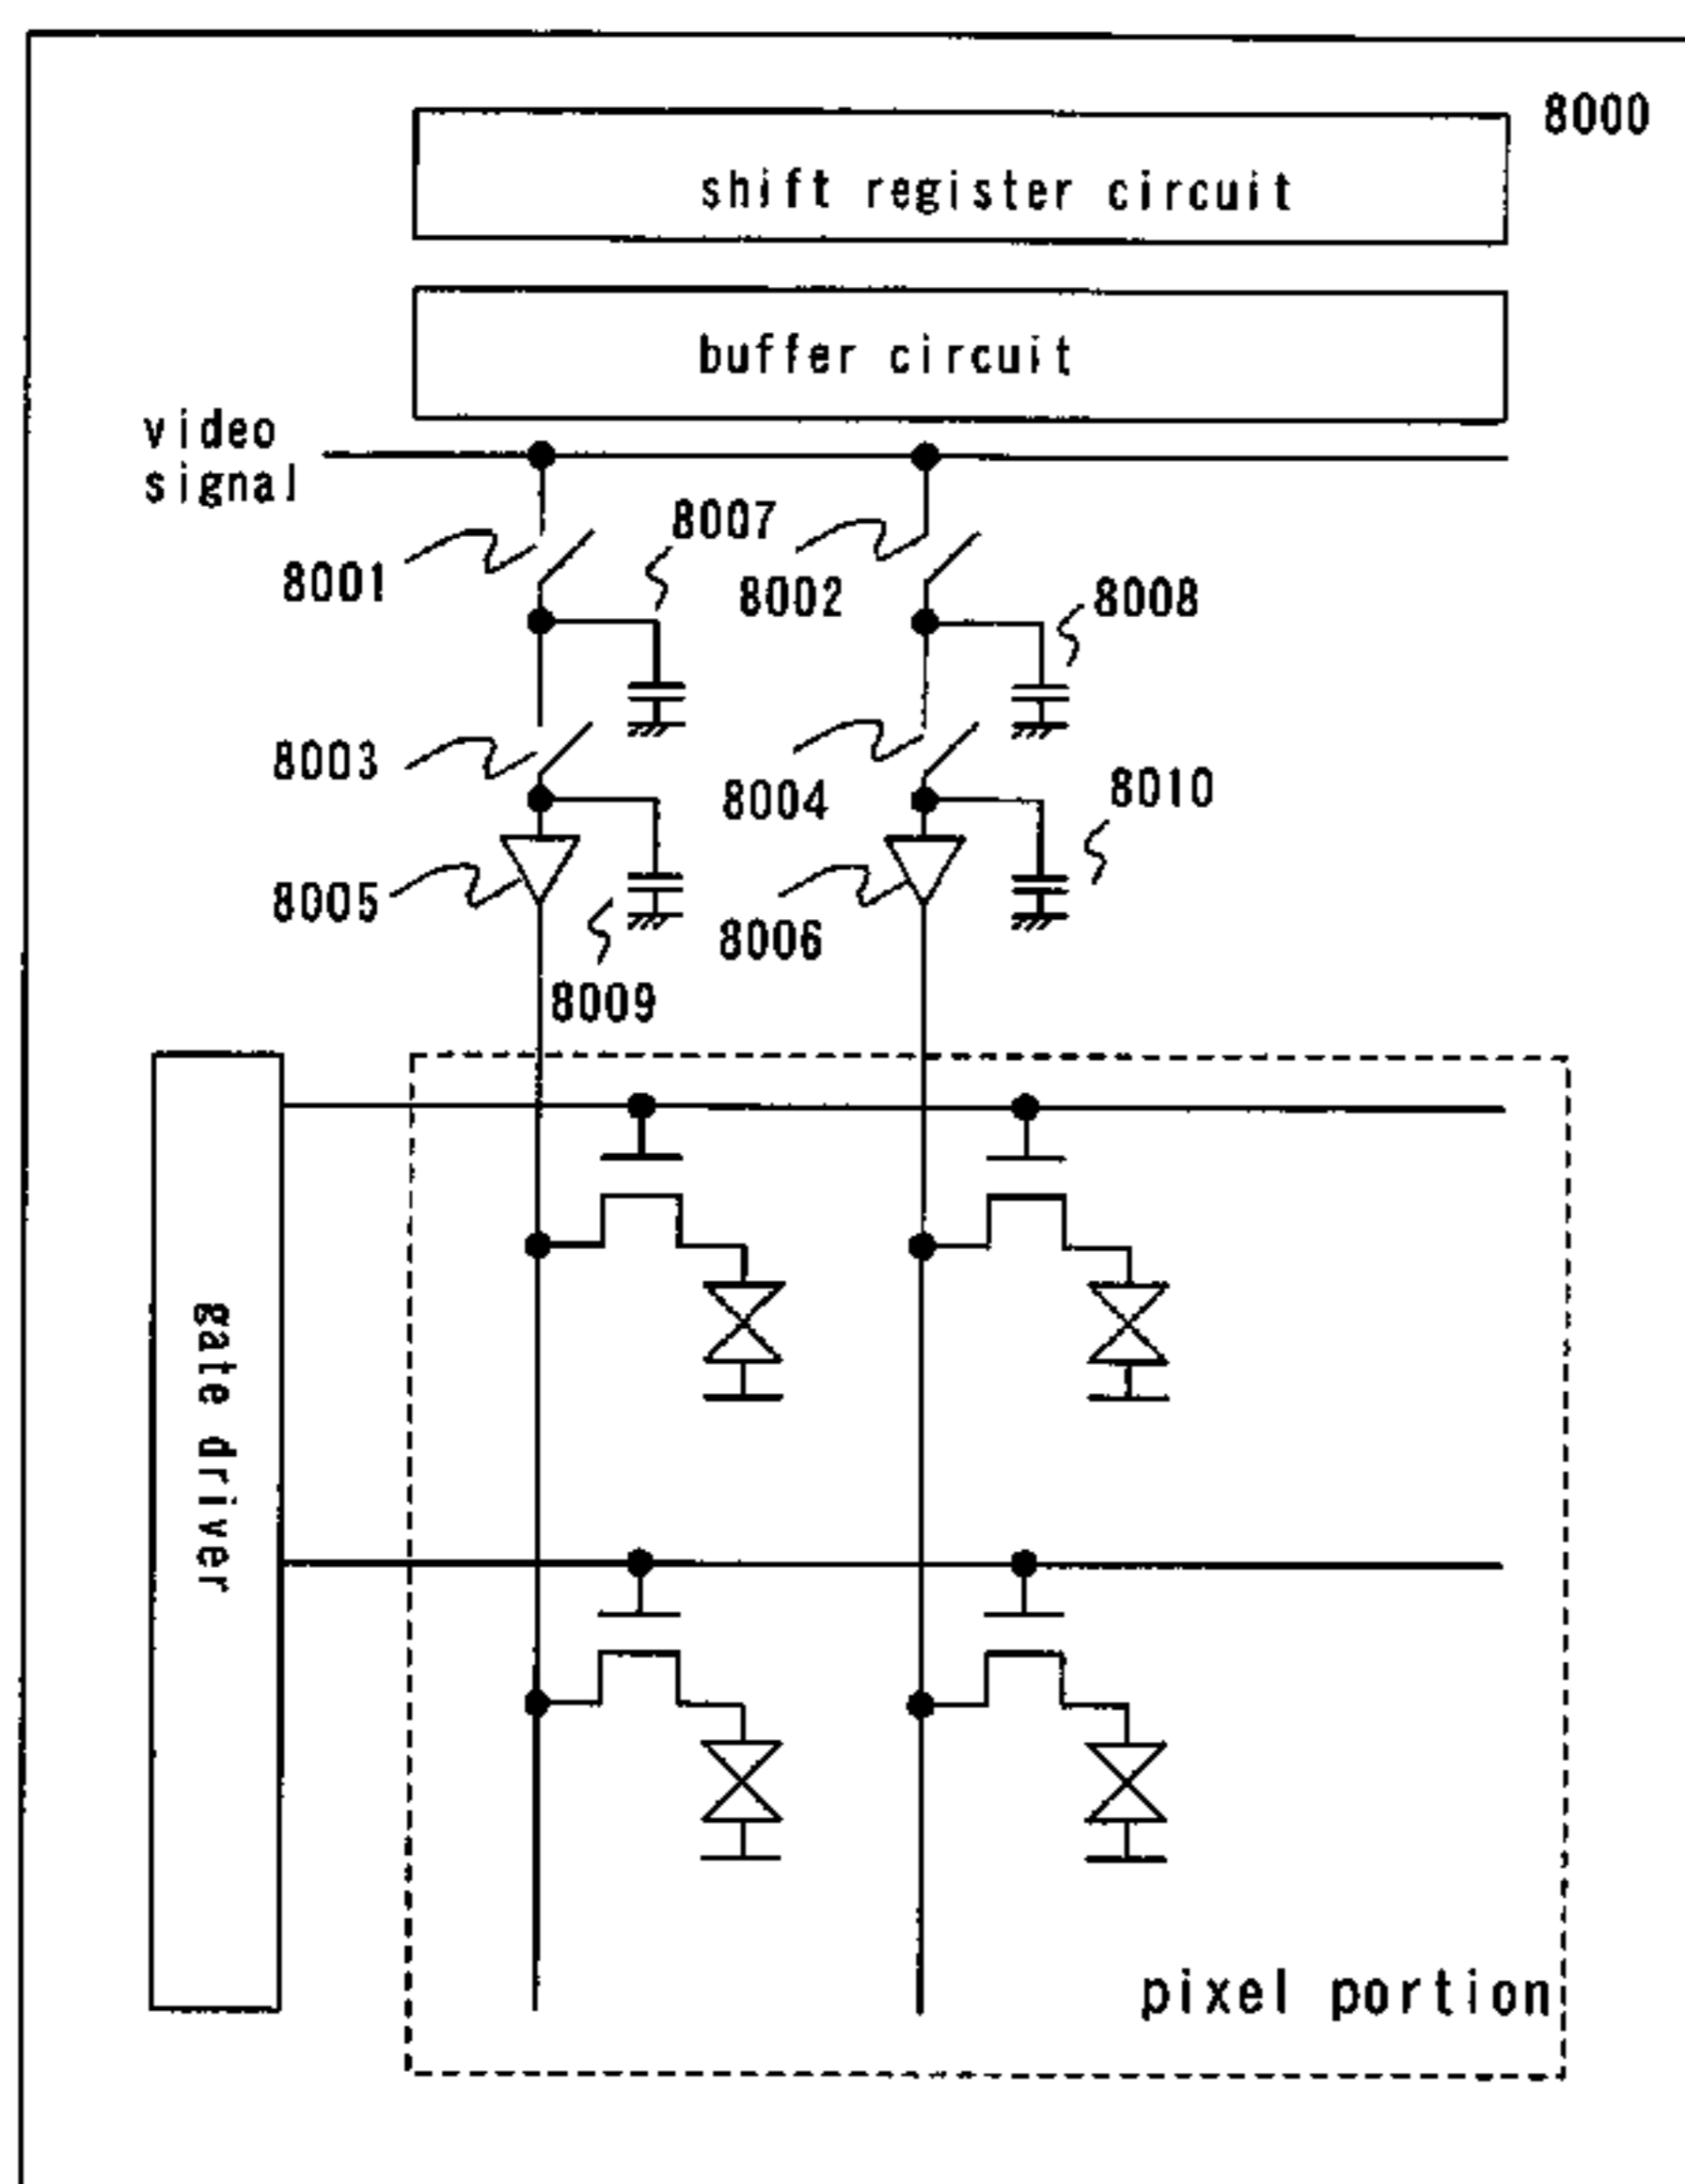 8000
shift register circuit
buffer circuit
video
signal
8001
8007
8002
8008
8003
8004
8010
8005
8006
8009
gate driver
pixel portion